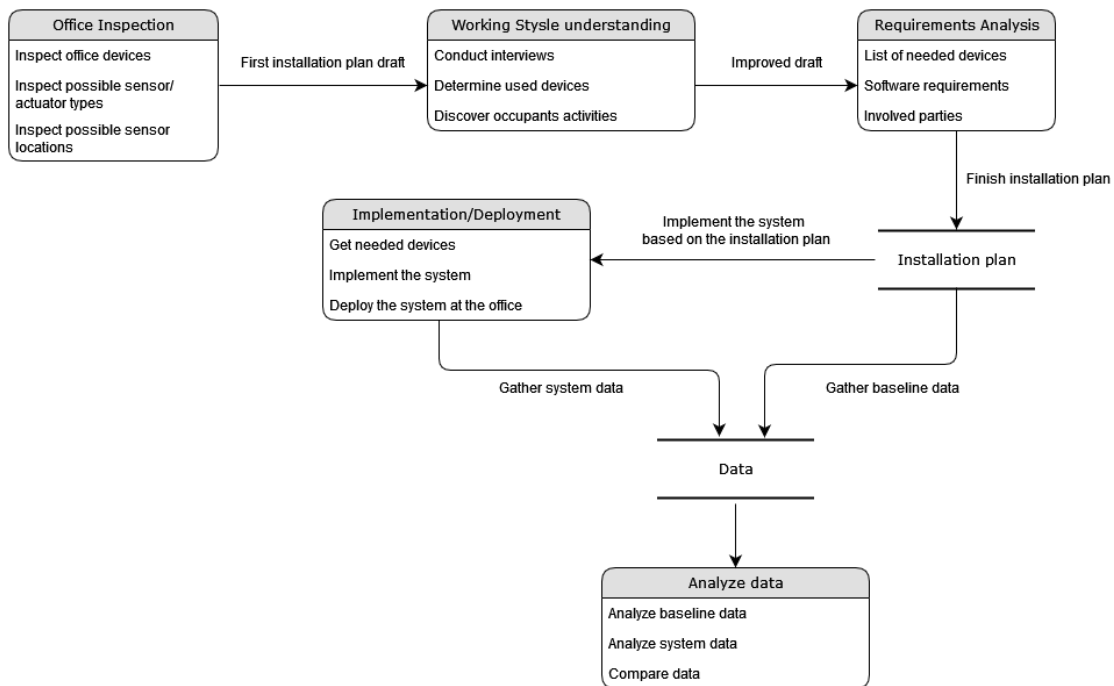 Office Inspection
Inspect office devices
Inspect possible sensor/
actuator types
Inspect possible sensor
locations
First installation plan draft
Working Stysle understanding
Conduct interviews
Determine used devices
Discover occupants activities
Improved draft
Requirements Analysis
List of needed devices
Software requirements
Involved parties
Finish installation plan
Installation plan
Implement the system
based on the installation plan
Implementation/Deployment
Get needed devices
Implement the system
Deploy the system at the office
Gather system data
Gather baseline data
Data
Analyze data
Analyze baseline data
Analyze system data
Compare data